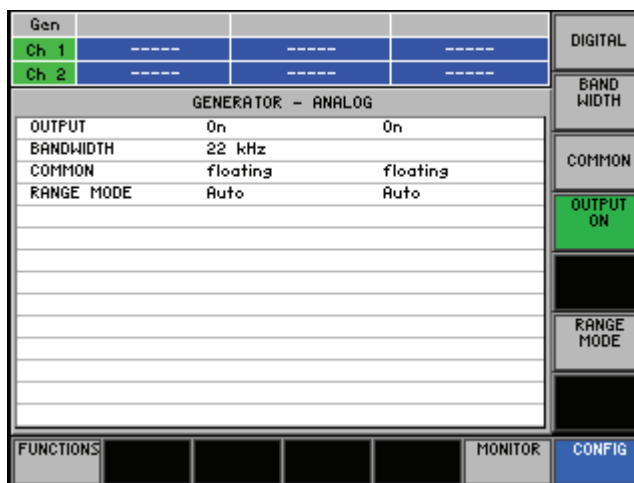 Gen
Ch 1 ----- ----- -----
Ch 2 ----- ----- -----
GENERATOR - ANALOG
OUTPUT On On
BANDWIDTH 22 kHz
COMMON floating floating
RANGE MODE Auto Auto
DIGITAL
BAND
WIDTH
COMMON
OUTPUT
ON
RANGE
MODE
FUNCTIONS MONITOR CONFIG